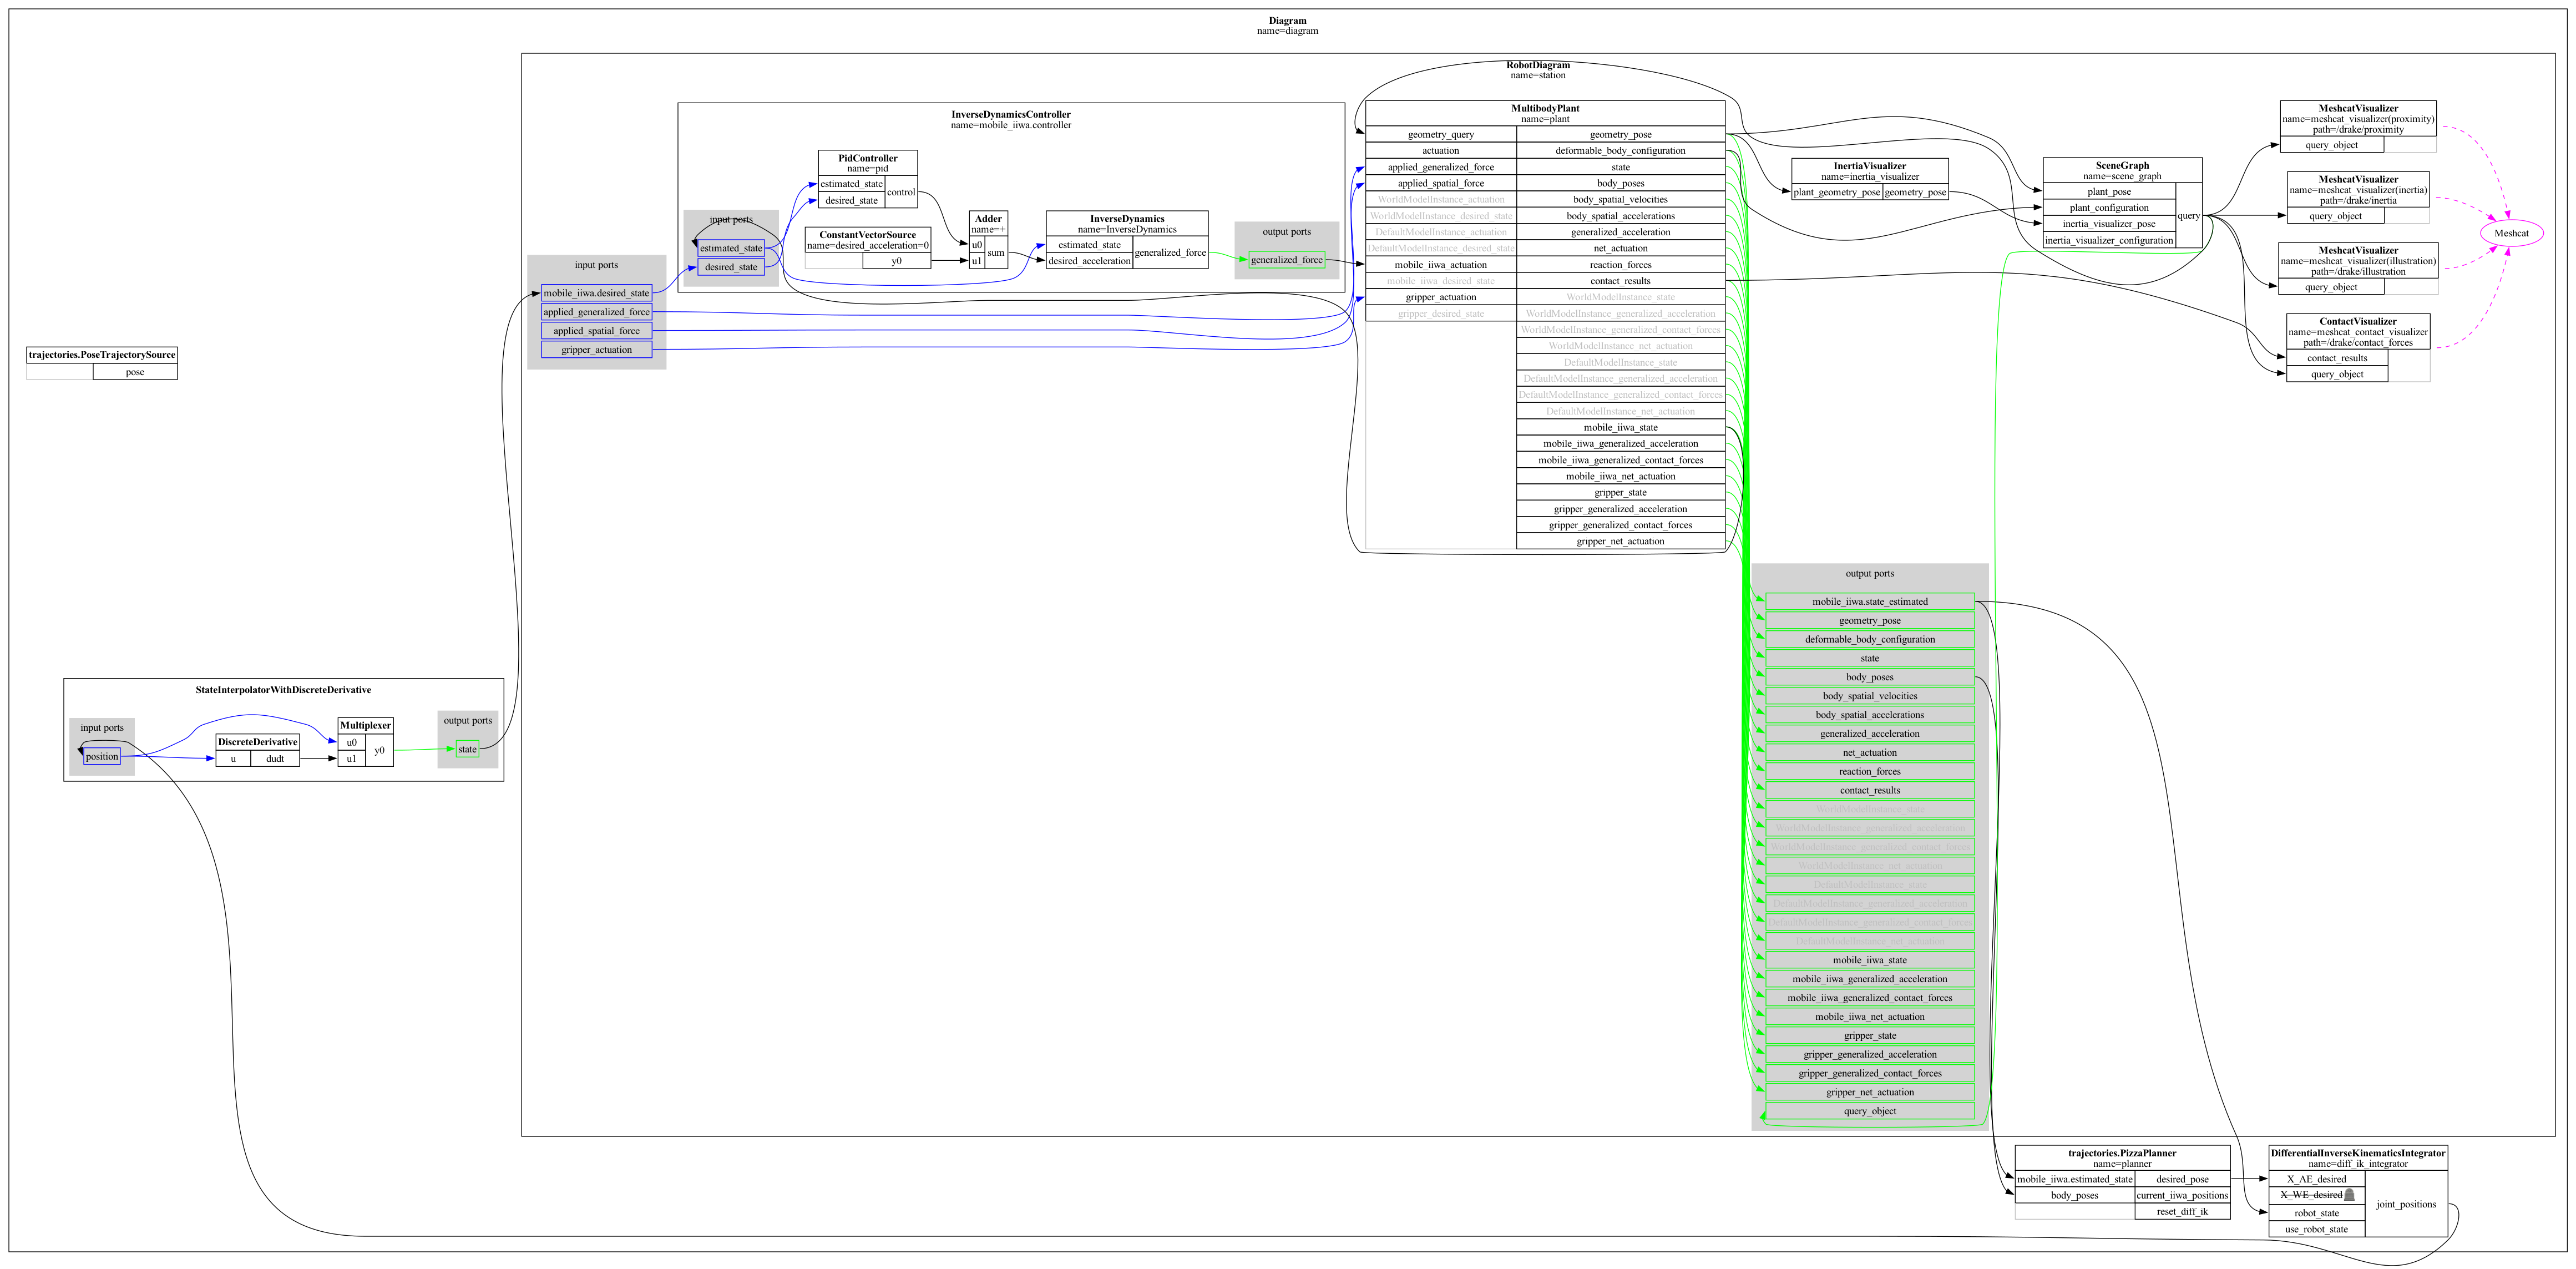 Diagram
name=diagram
RobotDiagram
name=station
InverseDynamicsController
name=mobile_iiwa.controller
PidController
name=pid
estimated_state
desired_state
control
input ports
estimated_state
desired_state
ConstantVectorSource
name=desired_acceleration=0
y0
Adder
name=+
u0
u1
sum
InverseDynamics
name=InverseDynamics
estimated_state
desired_acceleration
generalized_force
output ports
generalized_force
input ports
mobile_iiwa.desired_state
applied_generalized_force
applied_spatial_force
gripper_actuation
MultibodyPlant
name=plant
geometry_query
actuation
applied_generalized_force
applied_spatial_force
WorldModelInstance_actuation
WorldModelInstance_desired_state
DefaultModelInstance_actuation
DefaultModelInstance_desired_state
mobile_iiwa_actuation
mobile_iiwa_desired_state
gripper_actuation
gripper_desired_state
geometry_pose
deformable_body_configuration
state
body_poses
body_spatial_velocities
body_spatial_accelerations
generalized_acceleration
net_actuation
reaction_forces
contact_results
WorldModelInstance_state
WorldModelInstance_generalized_acceleration
WorldModelInstance_generalized_contact_forces
WorldModelInstance_net_actuation
DefaultModelInstance_state
DefaultModelInstance_generalized_acceleration
DefaultModelInstance_generalized_contact_forces
DefaultModelInstance_net_actuation
mobile_iiwa_state
mobile_iiwa_generalized_acceleration
mobile_iiwa_generalized_contact_forces
mobile_iiwa_net_actuation
gripper_state
gripper_generalized_acceleration
gripper_generalized_contact_forces
gripper_net_actuation
InertiaVisualizer
name=inertia_visualizer
plant_geometry_pose
geometry_pose
SceneGraph
name=scene_graph
plant_pose
plant_configuration
inertia_visualizer_pose
inertia_visualizer_configuration
query
MeshcatVisualizer
name=meshcat_visualizer(proximity)
path=/drake/proximity
query_object
MeshcatVisualizer
name=meshcat_visualizer(inertia)
path=/drake/inertia
query_object
MeshcatVisualizer
name=meshcat_visualizer(illustration)
path=/drake/illustration
query_object
ContactVisualizer
name=meshcat_contact_visualizer
path=/drake/contact_forces
contact_results
query_object
Meshcat
trajectories.PoseTrajectorySource
pose
output ports
mobile_iiwa.state_estimated
geometry_pose
deformable_body_configuration
state
body_poses
body_spatial_velocities
body_spatial_accelerations
generalized_acceleration
net_actuation
reaction_forces
contact_results
WorldModelInstance_state
WorldModelInstance_generalized_acceleration
WorldModelInstance_generalized_contact_forces
WorldModelInstance_net_actuation
DefaultModelInstance_state
DefaultModelInstance_generalized_acceleration
DefaultModelInstance_generalized_contact_forces
DefaultModelInstance_net_actuation
mobile_iiwa_state
mobile_iiwa_generalized_acceleration
mobile_iiwa_generalized_contact_forces
mobile_iiwa_net_actuation
gripper_state
gripper_generalized_acceleration
gripper_generalized_contact_forces
gripper_net_actuation
query_object
StateInterpolatorWithDiscreteDerivative
input ports
position
DiscreteDerivative
u
dudt
Multiplexer
u0
u1
y0
output ports
state
trajectories.PizzaPlanner
name=planner
mobile_iiwa.estimated_state
body_poses
desired_pose
current_iiwa_positions
reset_diff_ik
DifferentialInverseKinematicsIntegrator
name=diff_ik_integrator
X_AE_desired
X_WE_desired
robot_state
use_robot_state
joint_positions